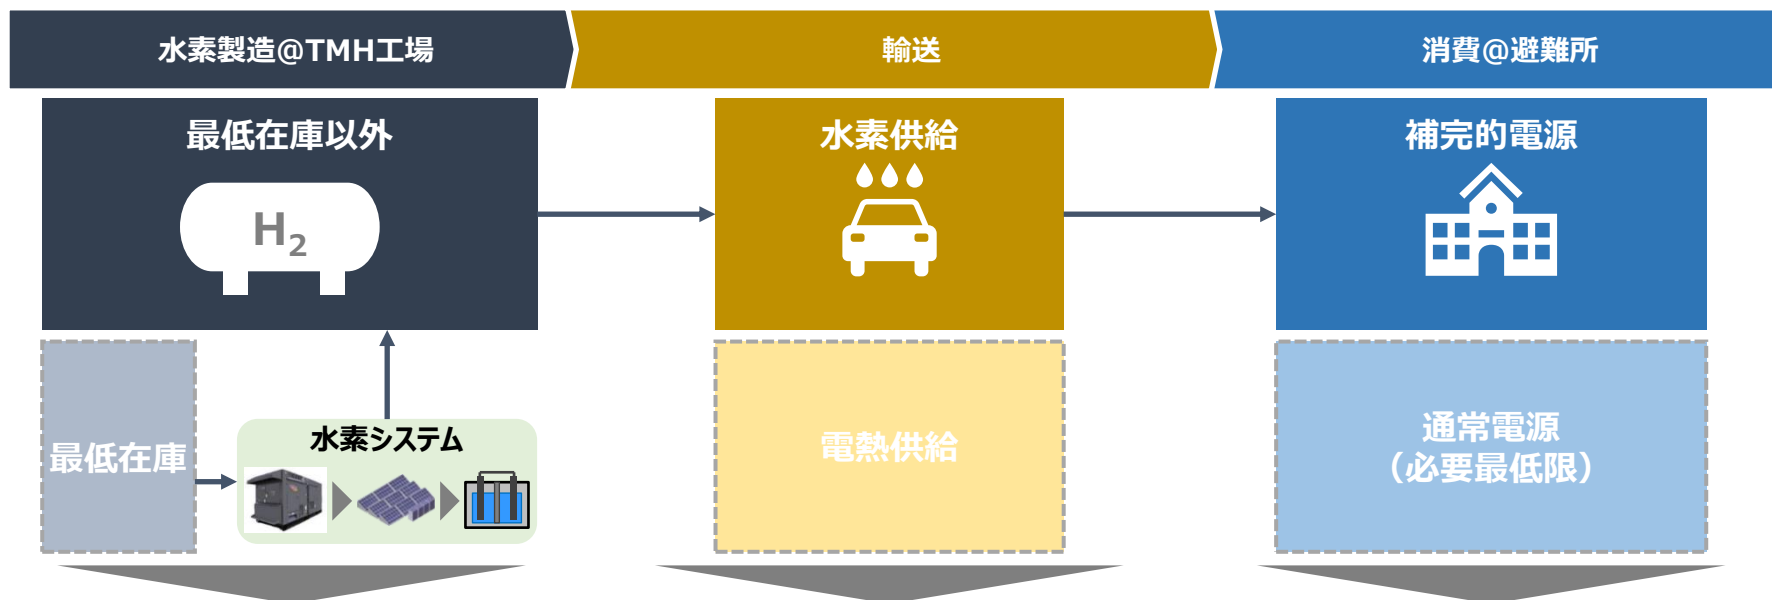 水素製造@TMH工場
輸送
消費@避難所
最低在庫以外
H₂
水素供給
補完的電源
最低在庫
水素システム
電熱供給
通常電源
（必要最低限）